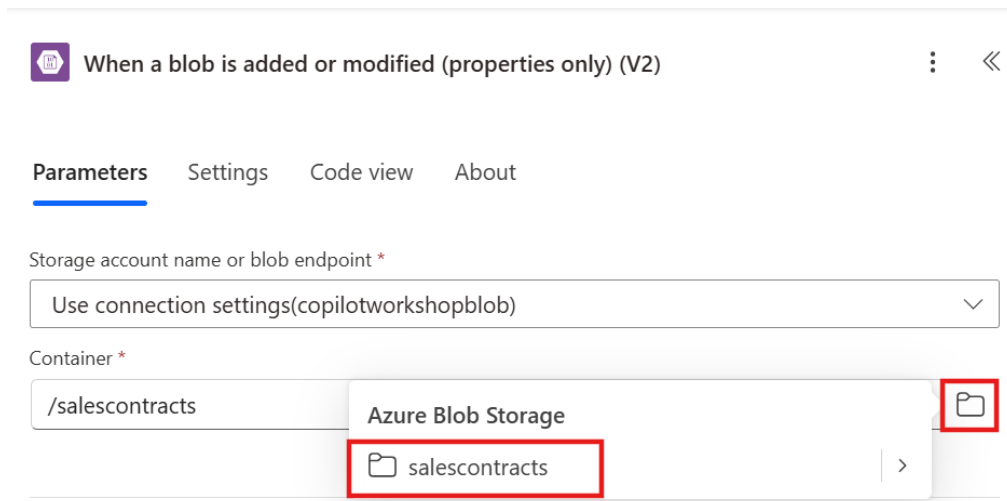 When a blob is added or modified (properties only) (V2)
Parameters Settings Code view About
Storage account name or blob endpoint *
Use connection settings(copilotworkshopblob)
Container *
/salescontracts
Azure Blob Storage
salescontracts